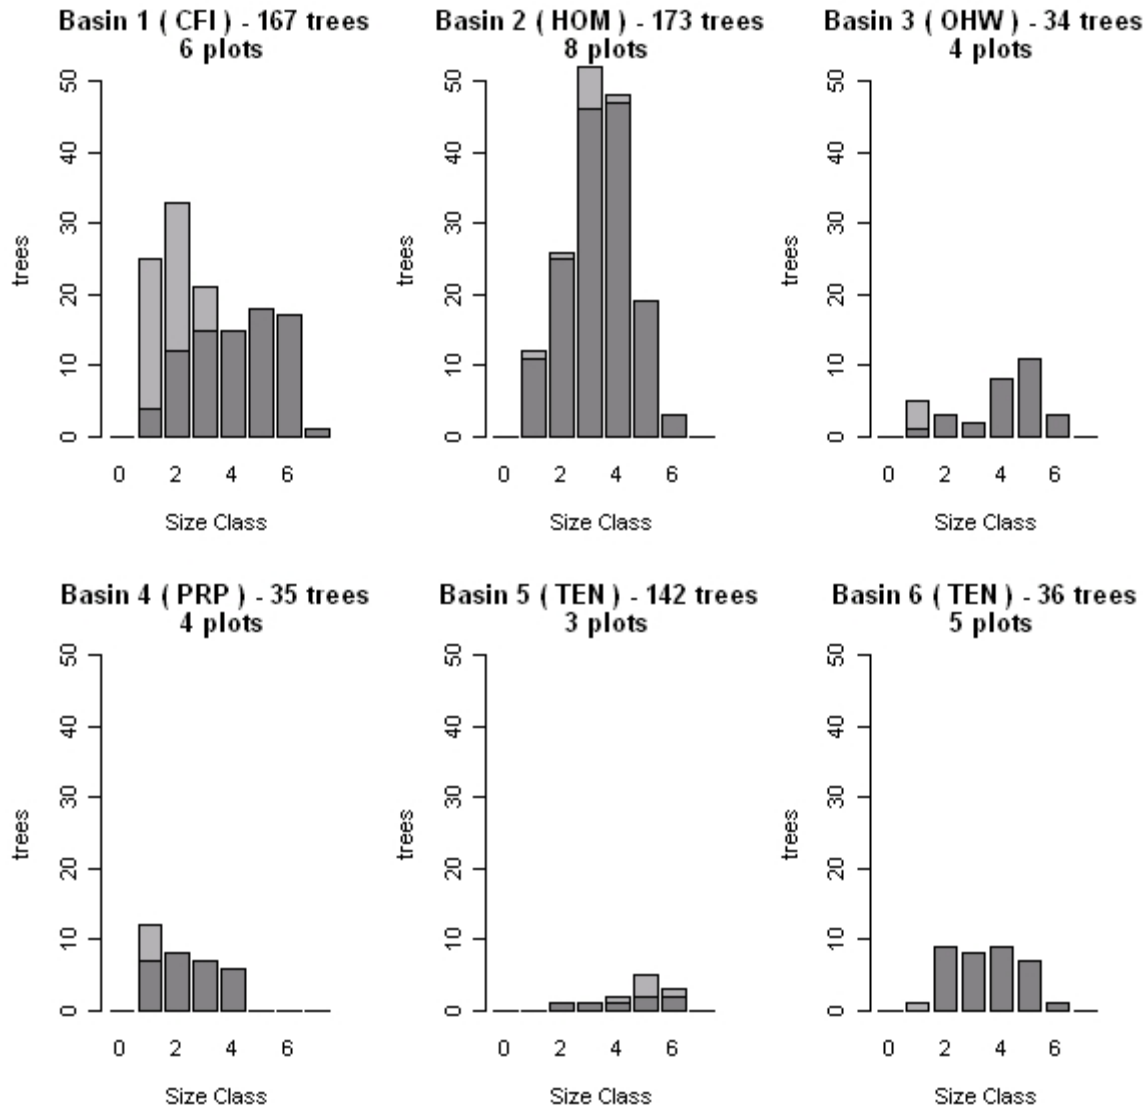 Basin 1 ( CFI ) - 167 trees
6 plots
50
40
30
20
10
0
trees
0 2 4 6
Size Class
Basin 2 ( HOM ) - 173 trees
8 plots
50
40
30
20
10
0
trees
0 2 4 6
Size Class
Basin 3 ( OHW ) - 34 trees
4 plots
50
40
30
20
10
0
trees
0 2 4 6
Size Class
Basin 4 ( PRP ) - 35 trees
4 plots
50
40
30
20
10
0
trees
0 2 4 6
Size Class
Basin 5 ( TEN ) - 142 trees
3 plots
50
40
30
20
10
0
trees
0 2 4 6
Size Class
Basin 6 ( TEN ) - 36 trees
5 plots
50
40
30
20
10
0
trees
0 2 4 6
Size Class